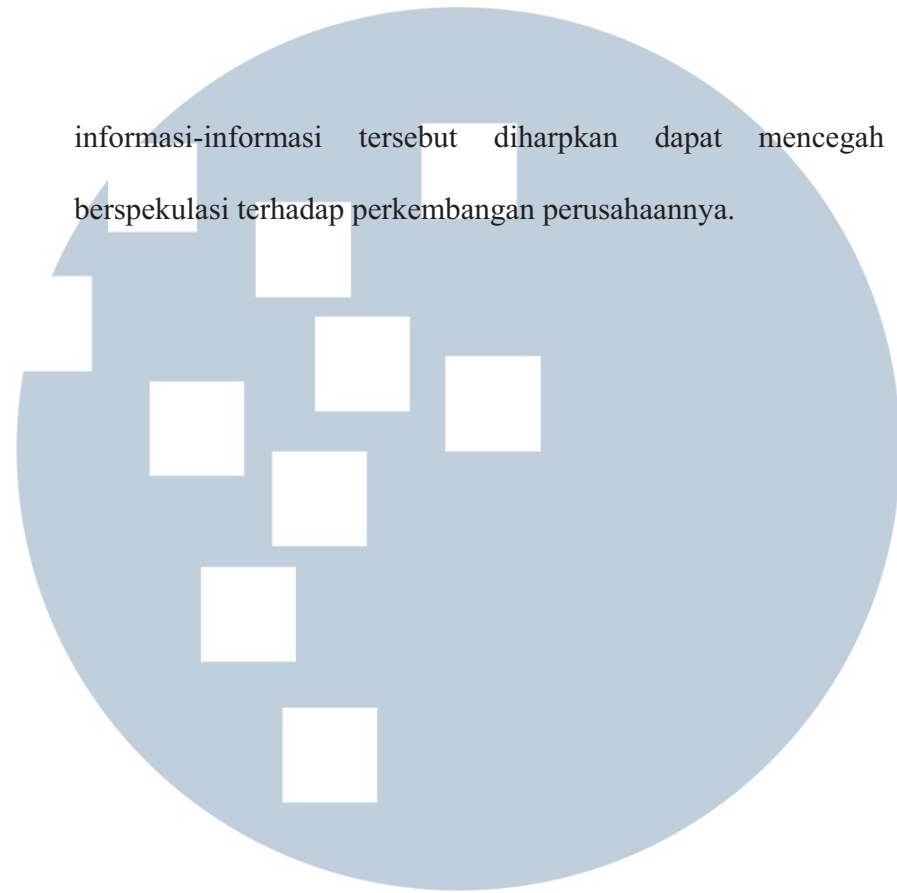 informasi-informasi tersebut diharpkan dapat mencegah
berspekulasi terhadap perkembangan perusahaannya.